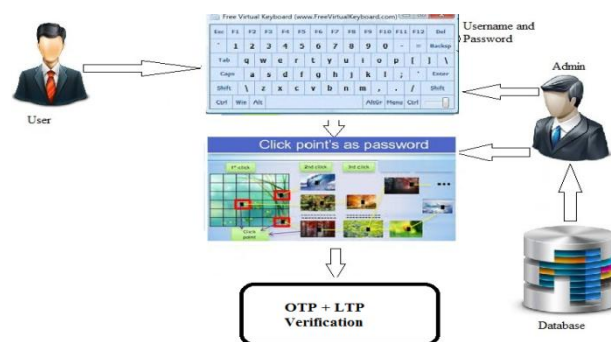 Free Virtual Keyboard (www.FreeVirtualKeyboard.com)
Esc F1 F2 F3 F4 F5 F6 F7 F8 F9 F10 F11 F12 Del
` 1 2 3 4 5 6 7 8 9 0 - = Backsp
Tab q w e r t y u i o p [ ] \
Caps a s d f g h j k l ; ' Enter
Shift \ z x c v b n m , . / Shift
Ctrl Win Alt AltGr Menu Ctrl
Username and
Password
User
Admin
Click point's as password
1st click 2nd click 3rd click
Click
point
OTP + LTP
Verification
Database